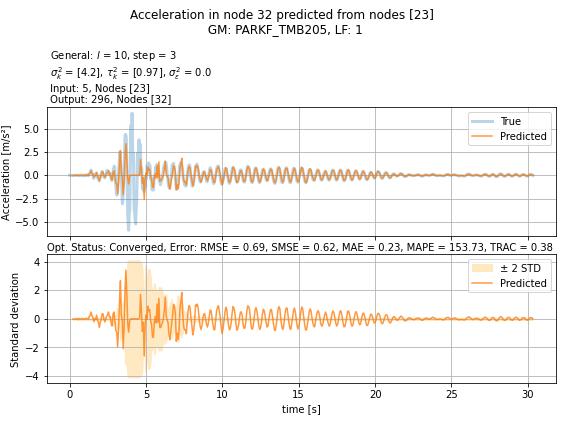 Acceleration in node 32 predicted from nodes [23]
GM: PARKF_TMB205, LF: 1
General: l = 10, step = 3
σ²ₖ = [4.2], τ²ₖ = [0.97], σ²ε = 0.0
Input: 5, Nodes [23]
Output: 296, Nodes [32]
Acceleration [m/s²]
5.0
2.5
0.0
−2.5
−5.0
True
Predicted
Opt. Status: Converged, Error: RMSE = 0.69, SMSE = 0.62, MAE = 0.23, MAPE = 153.73, TRAC = 0.38
Standard deviation
4
2
0
−2
−4
± 2 STD
Predicted
0 5 10 15 20 25 30
time [s]